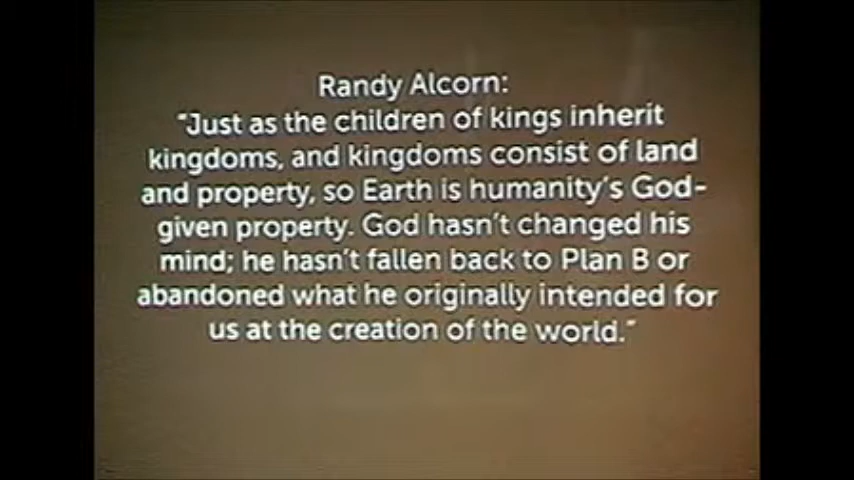 Randy Alcorn:
"Just as the children of kings inherit
kingdoms, and kingdoms consist of land
and property, so Earth is humanity's God-
given property. God hasn't changed his
mind; he hasn't fallen back to Plan B or
abandoned what he originally intended for
us at the creation of the world."